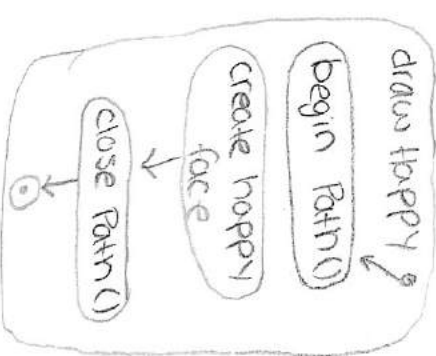 draw Happy
begin Path()
create happy
face
close Path()